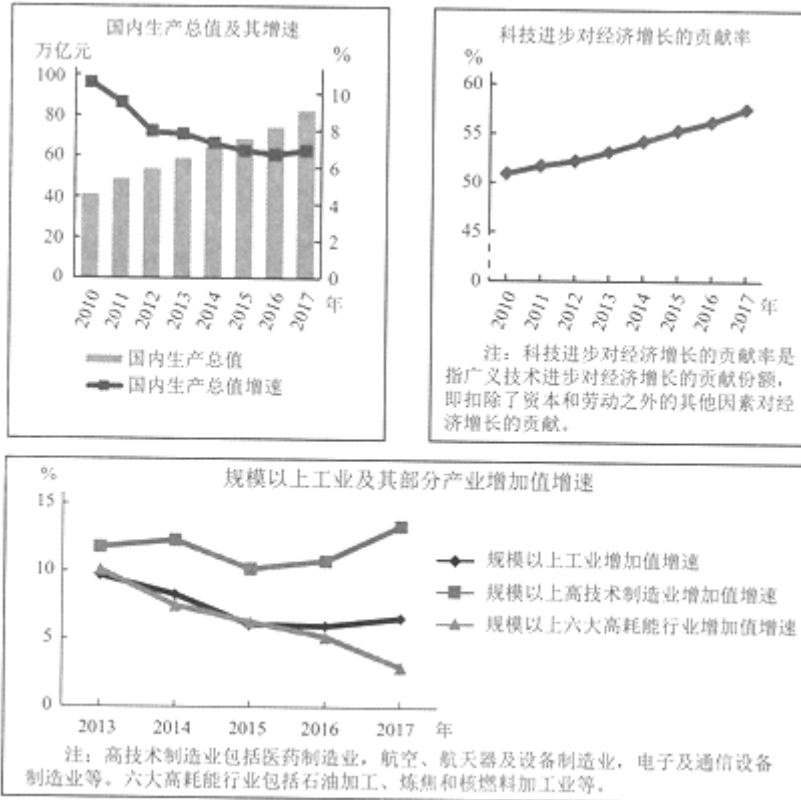 国内生产总值及其增速
万亿元
%
100
80
60
40
20
0
10
8
6
4
2
0
2010
2011
2012
2013
2014
2015
2016
2017
年
国内生产总值
国内生产总值增速
科技进步对经济增长的贡献率
%
60
55
50
45
0
2010
2011
2012
2013
2014
2015
2016
2017
年
注：科技进步对经济增长的贡献率是
指广义技术进步对经济增长的贡献份额，
即扣除了资本和劳动之外的其他因素对经
济增长的贡献。
规模以上工业及其部分产业增加值增速
%
15
10
5
0
2013
2014
2015
2016
2017
年
规模以上工业增加值增速
规模以上高技术制造业增加值增速
规模以上六大高耗能行业增加值增速
注：高技术制造业包括医药制造业，航空、航天器及设备制造业，电子及通信设备
制造业等。六大高耗能行业包括石油加工、炼焦和核燃料加工业等。